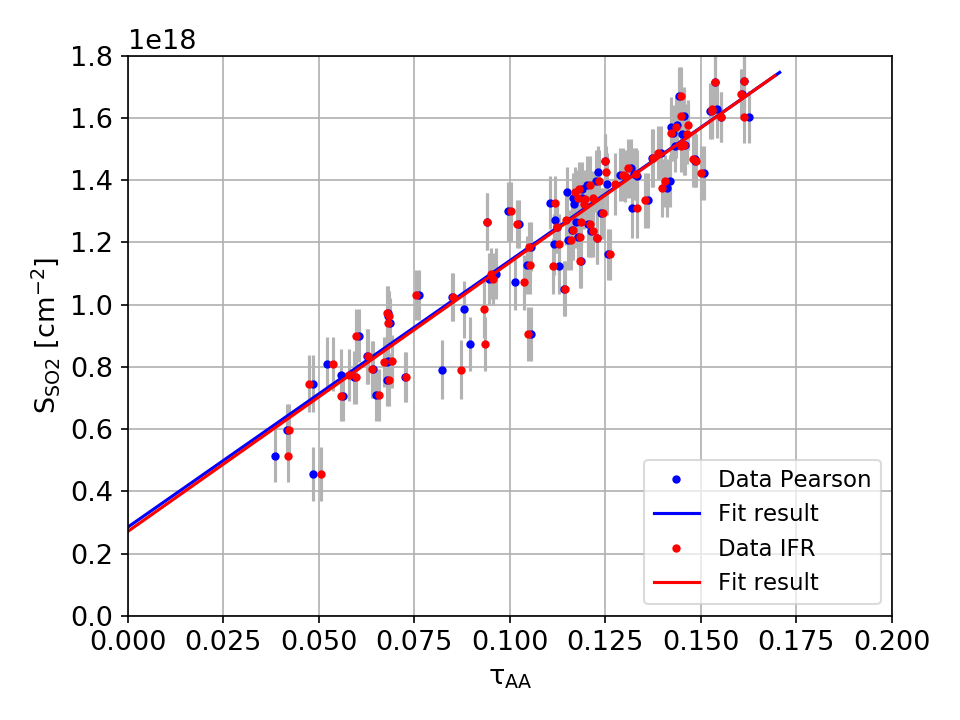 1e18
1.8
1.6
1.4
1.2
1.0
0.8
0.6
0.4
0.2
0.0
S_SO2 [cm⁻²]
Data Pearson
Fit result
Data IFR
Fit result
0.000 0.025 0.050 0.075 0.100 0.125 0.150 0.175 0.200
τ_AA